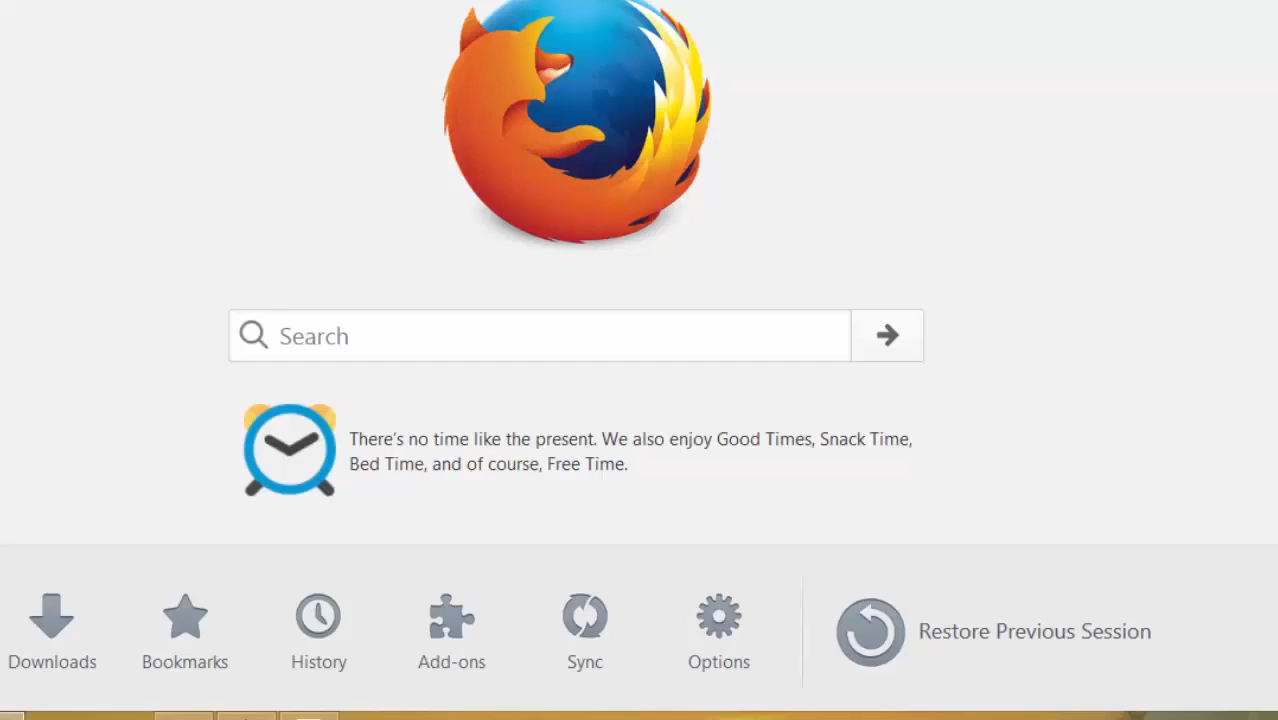 Search
There's no time like the present. We also enjoy Good Times, Snack Time,
Bed Time, and of course, Free Time.
Downloads
Bookmarks
History
Add-ons
Sync
Options
Restore Previous Session